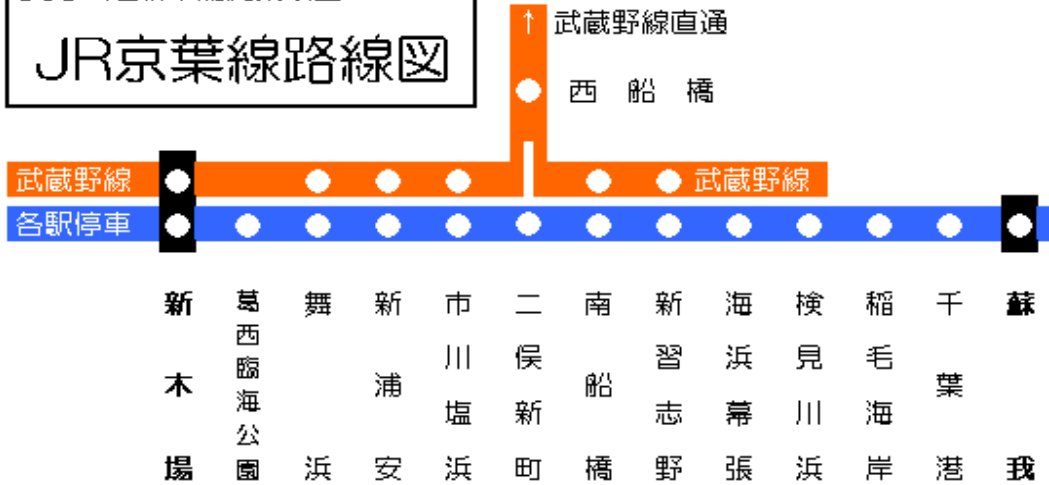 JR京葉線路線図
↑ 武蔵野線直通
西船橋
武蔵野線
武蔵野線
各駅停車
新木場
葛西臨海公園
舞浜
新浦安
市川塩浜
二俣新町
南船橋
新習志野
海浜幕張
検見川浜
稲毛海岸
千葉港
蘇我